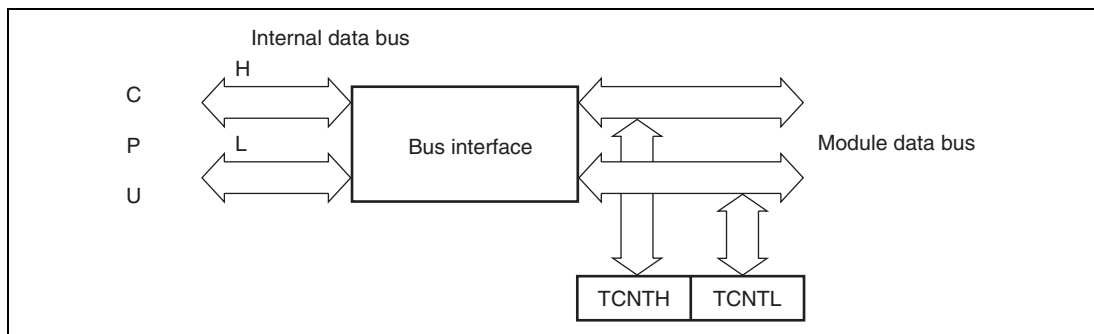 Internal data bus
H
C
P
U
L
Bus interface
Module data bus
TCNTH
TCNTL